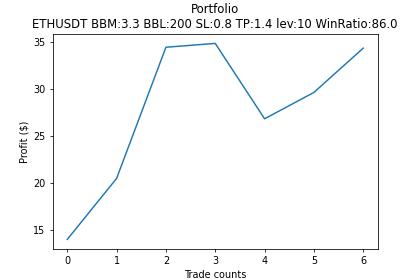 Portfolio
ETHUSDT BBM:3.3 BBL:200 SL:0.8 TP:1.4 lev:10 WinRatio:86.0
35
30
25
20
15
Profit ($)
0 1 2 3 4 5 6
Trade counts